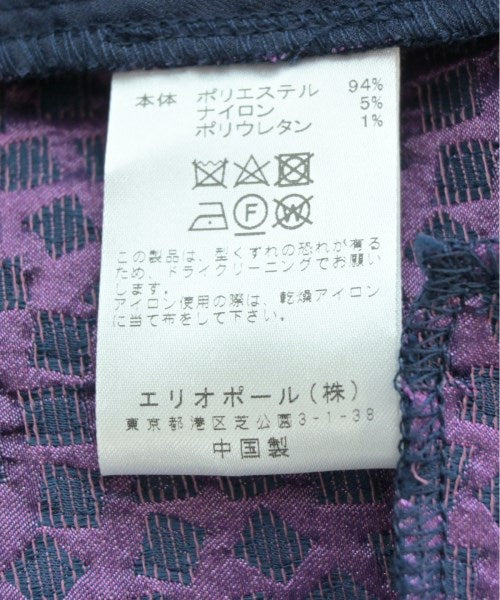 本体 ポリエステル 94%
ナイロン 5%
ポリウレタン 1%
F W
この製品は、型くずれの恐れが有る
ため、ドライクリーニングでお願い
します。
アイロン使用の際は、乾燥アイロン
に当て布をして下さい。
エリオポール(株)
東京都港区芝公園3-1-38
中国製